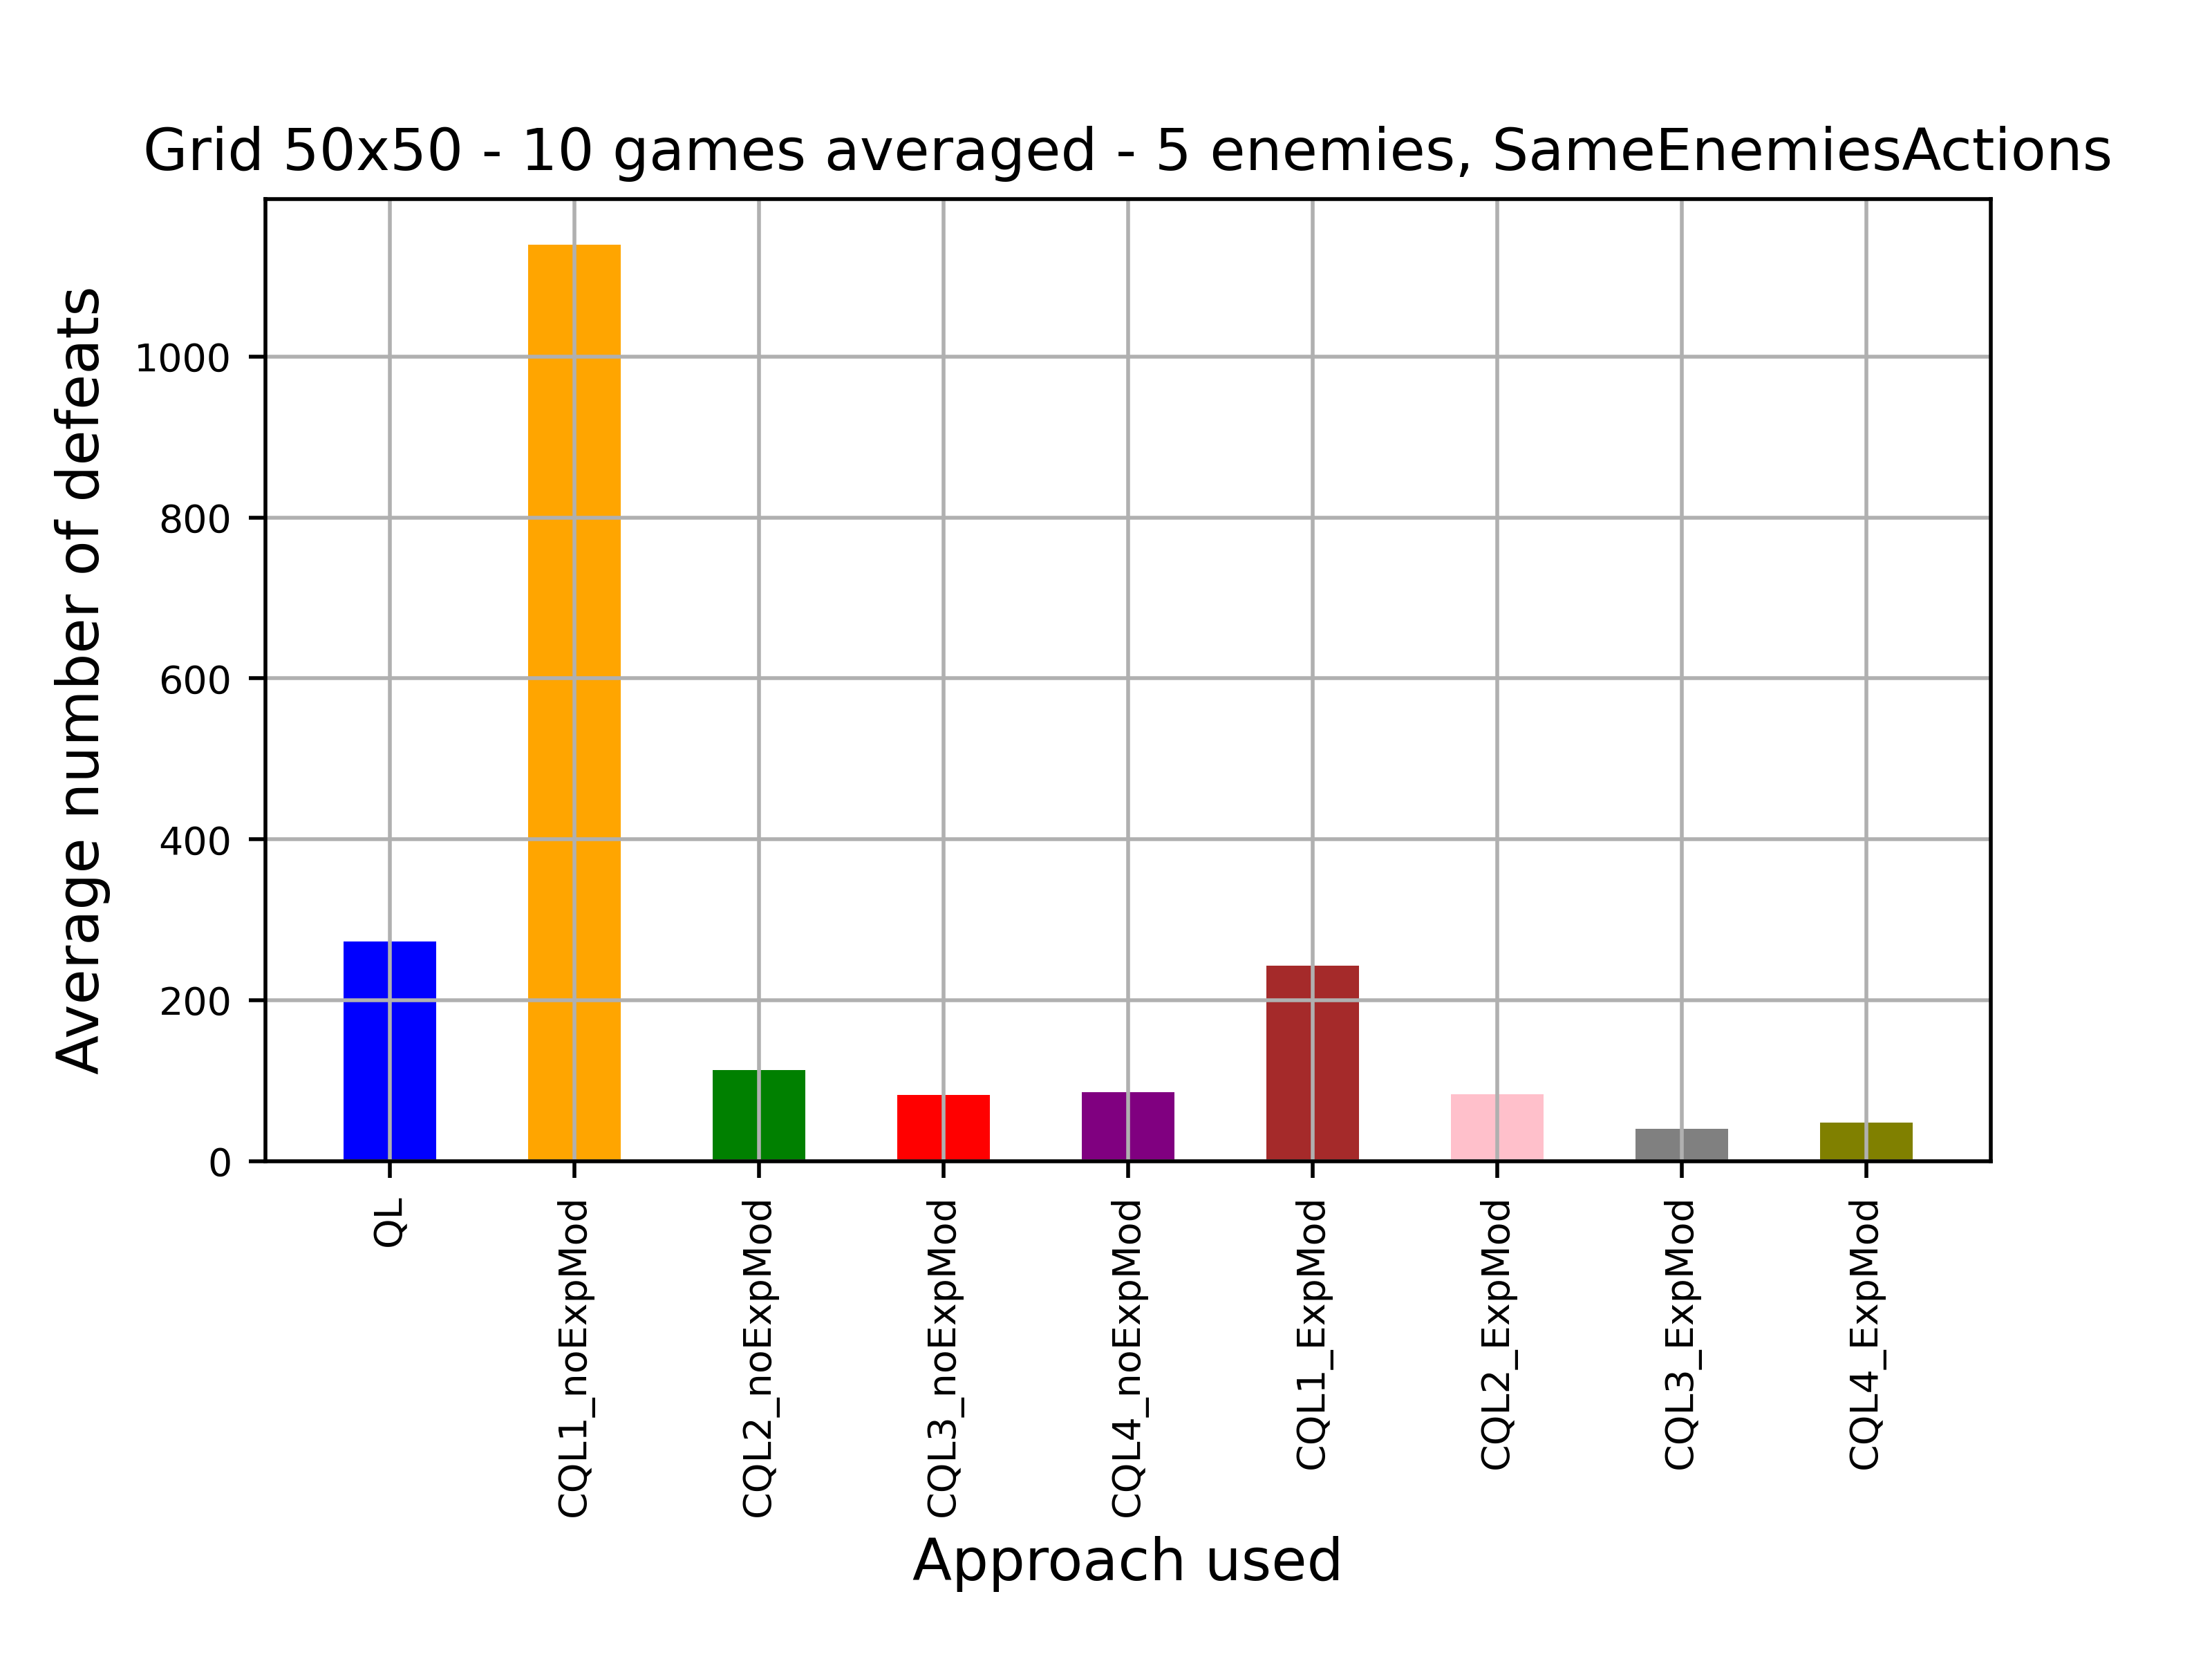 Grid 50x50 - 10 games averaged - 5 enemies, SameEnemiesActions
Average number of defeats
1000
800
600
400
200
0
QL
CQL1_noExpMod
CQL2_noExpMod
CQL3_noExpMod
CQL4_noExpMod
CQL1_ExpMod
CQL2_ExpMod
CQL3_ExpMod
CQL4_ExpMod
Approach used